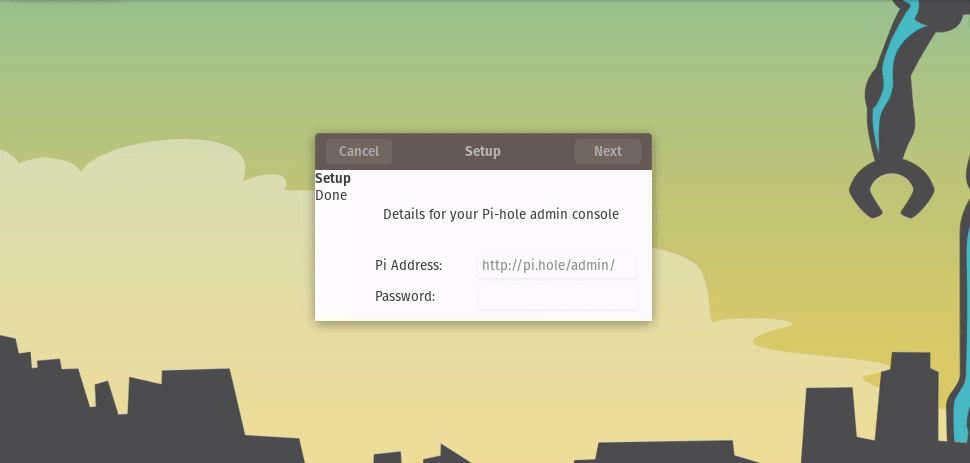 Cancel Setup Next
Setup
Done
Details for your Pi-hole admin console
Pi Address: http://pi.hole/admin/
Password: